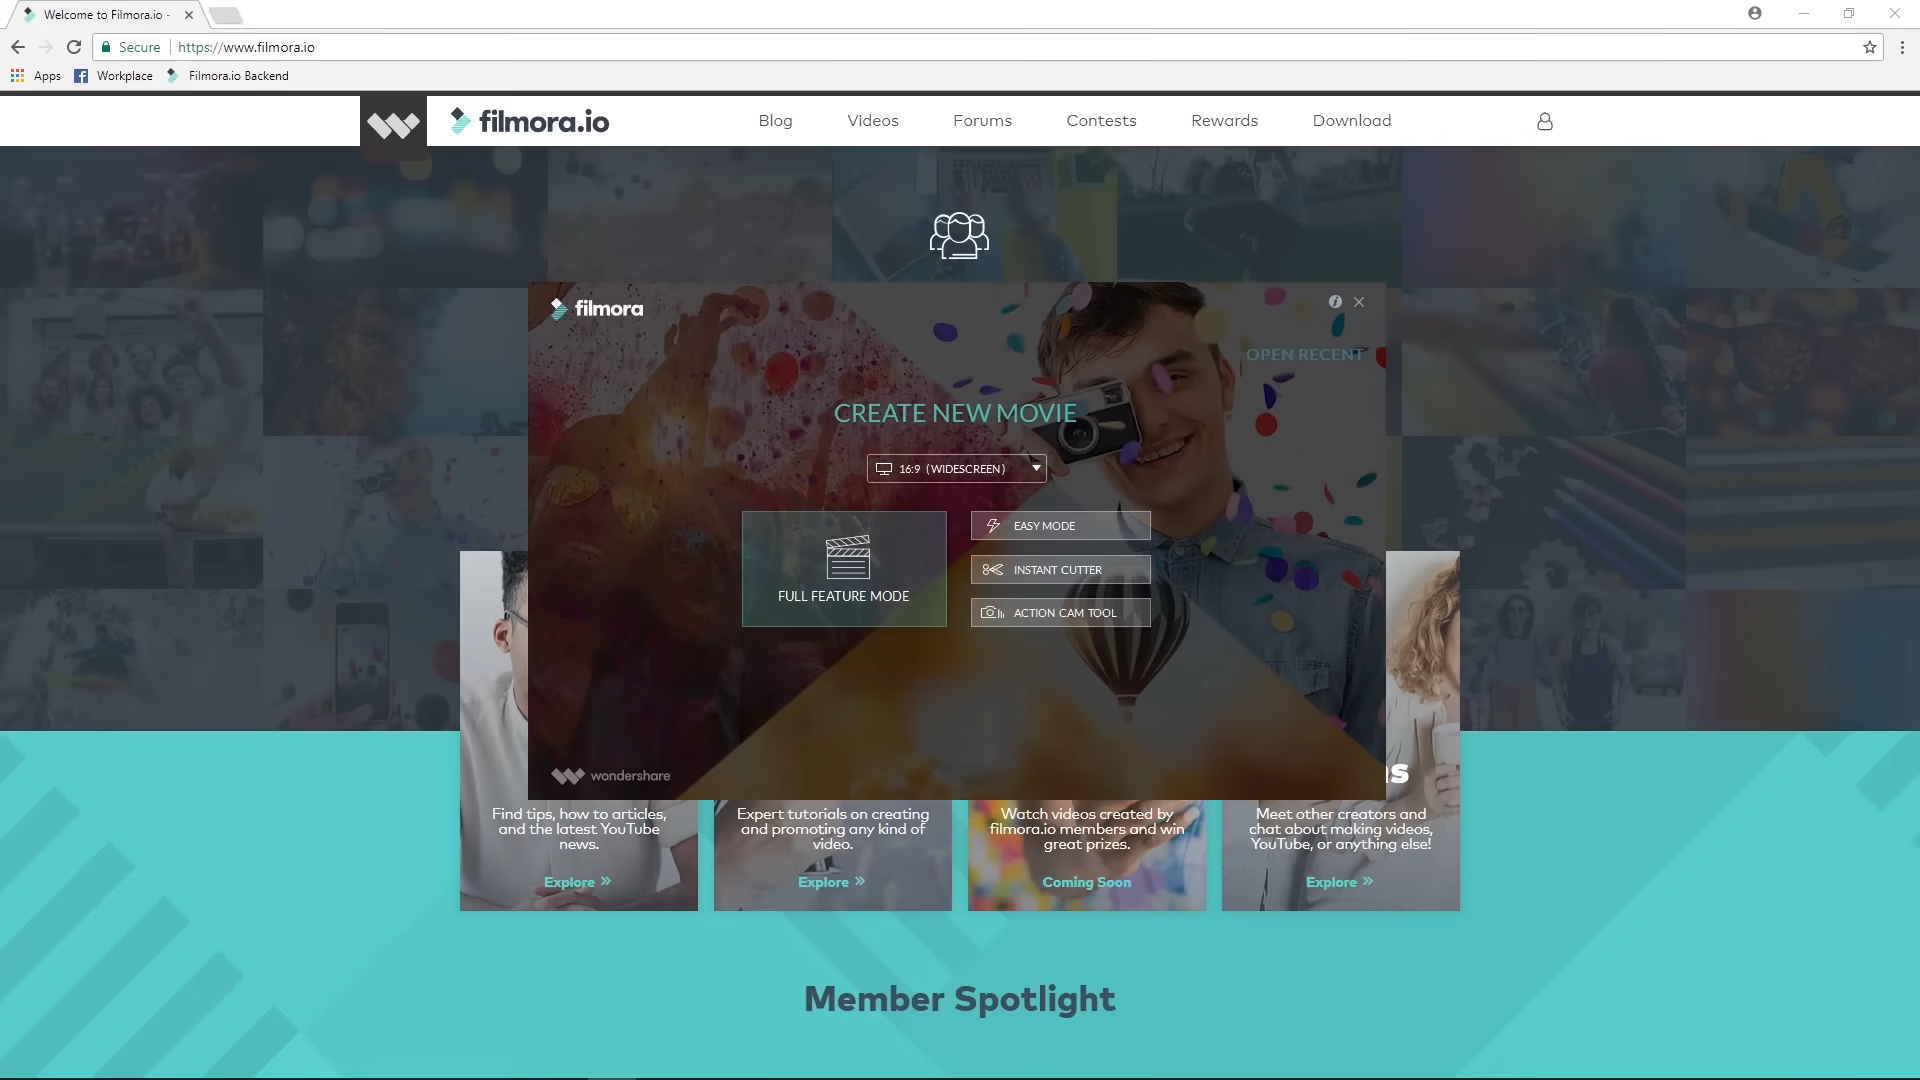 Welcome to Filmora.io -
Secure
https://www.filmora.io
Apps
Workplace
Filmora.io Backend
filmora.io
Blog
Videos
Forums
Contests
Rewards
Download
filmora
OPEN RECENT
CREATE NEW MOVIE
16:9 (WIDESCREEN)
FULL FEATURE MODE
EASY MODE
INSTANT CUTTER
ACTION CAM TOOL
wondershare
Find tips, how to articles,
and the latest YouTube
news.
Explore »
Expert tutorials on creating
and promoting any kind of
video.
Explore »
Watch videos created by
filmora.io members and win
great prizes.
Coming Soon
Meet other creators and
chat about making videos,
YouTube, or anything else!
Explore »
Member Spotlight